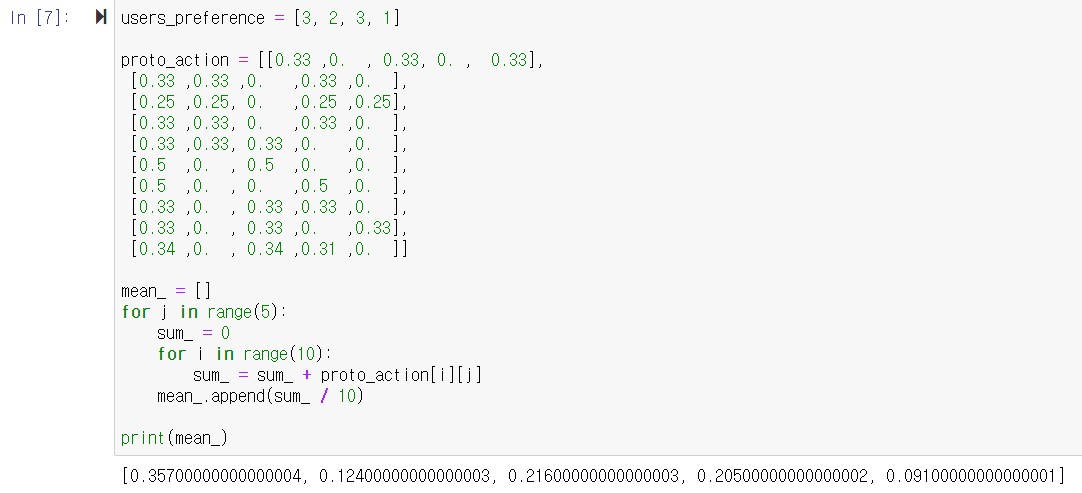 In [7]: users_preference = [3, 2, 3, 1]
proto_action = [[0.33 ,0.  , 0.33, 0. ,  0.33],
[0.33 ,0.33 ,0.   ,0.33 ,0.  ],
[0.25 ,0.25, 0.   ,0.25 ,0.25],
[0.33 ,0.33, 0.   ,0.33 ,0.  ],
[0.33 ,0.33, 0.33 ,0.   ,0.  ],
[0.5  ,0.  , 0.5  ,0.   ,0.  ],
[0.5  ,0.  , 0.   ,0.5  ,0.  ],
[0.33 ,0.  , 0.33 ,0.33 ,0.  ],
[0.33 ,0.  , 0.33 ,0.   ,0.33],
[0.34 ,0.  , 0.34 ,0.31 ,0.  ]]
mean_ = []
for j in range(5):
    sum_ = 0
    for i in range(10):
        sum_ = sum_ + proto_action[i][j]
    mean_.append(sum_ / 10)
print(mean_)
[0.35700000000000004, 0.12400000000000003, 0.21600000000000003, 0.20500000000000002, 0.09100000000000001]